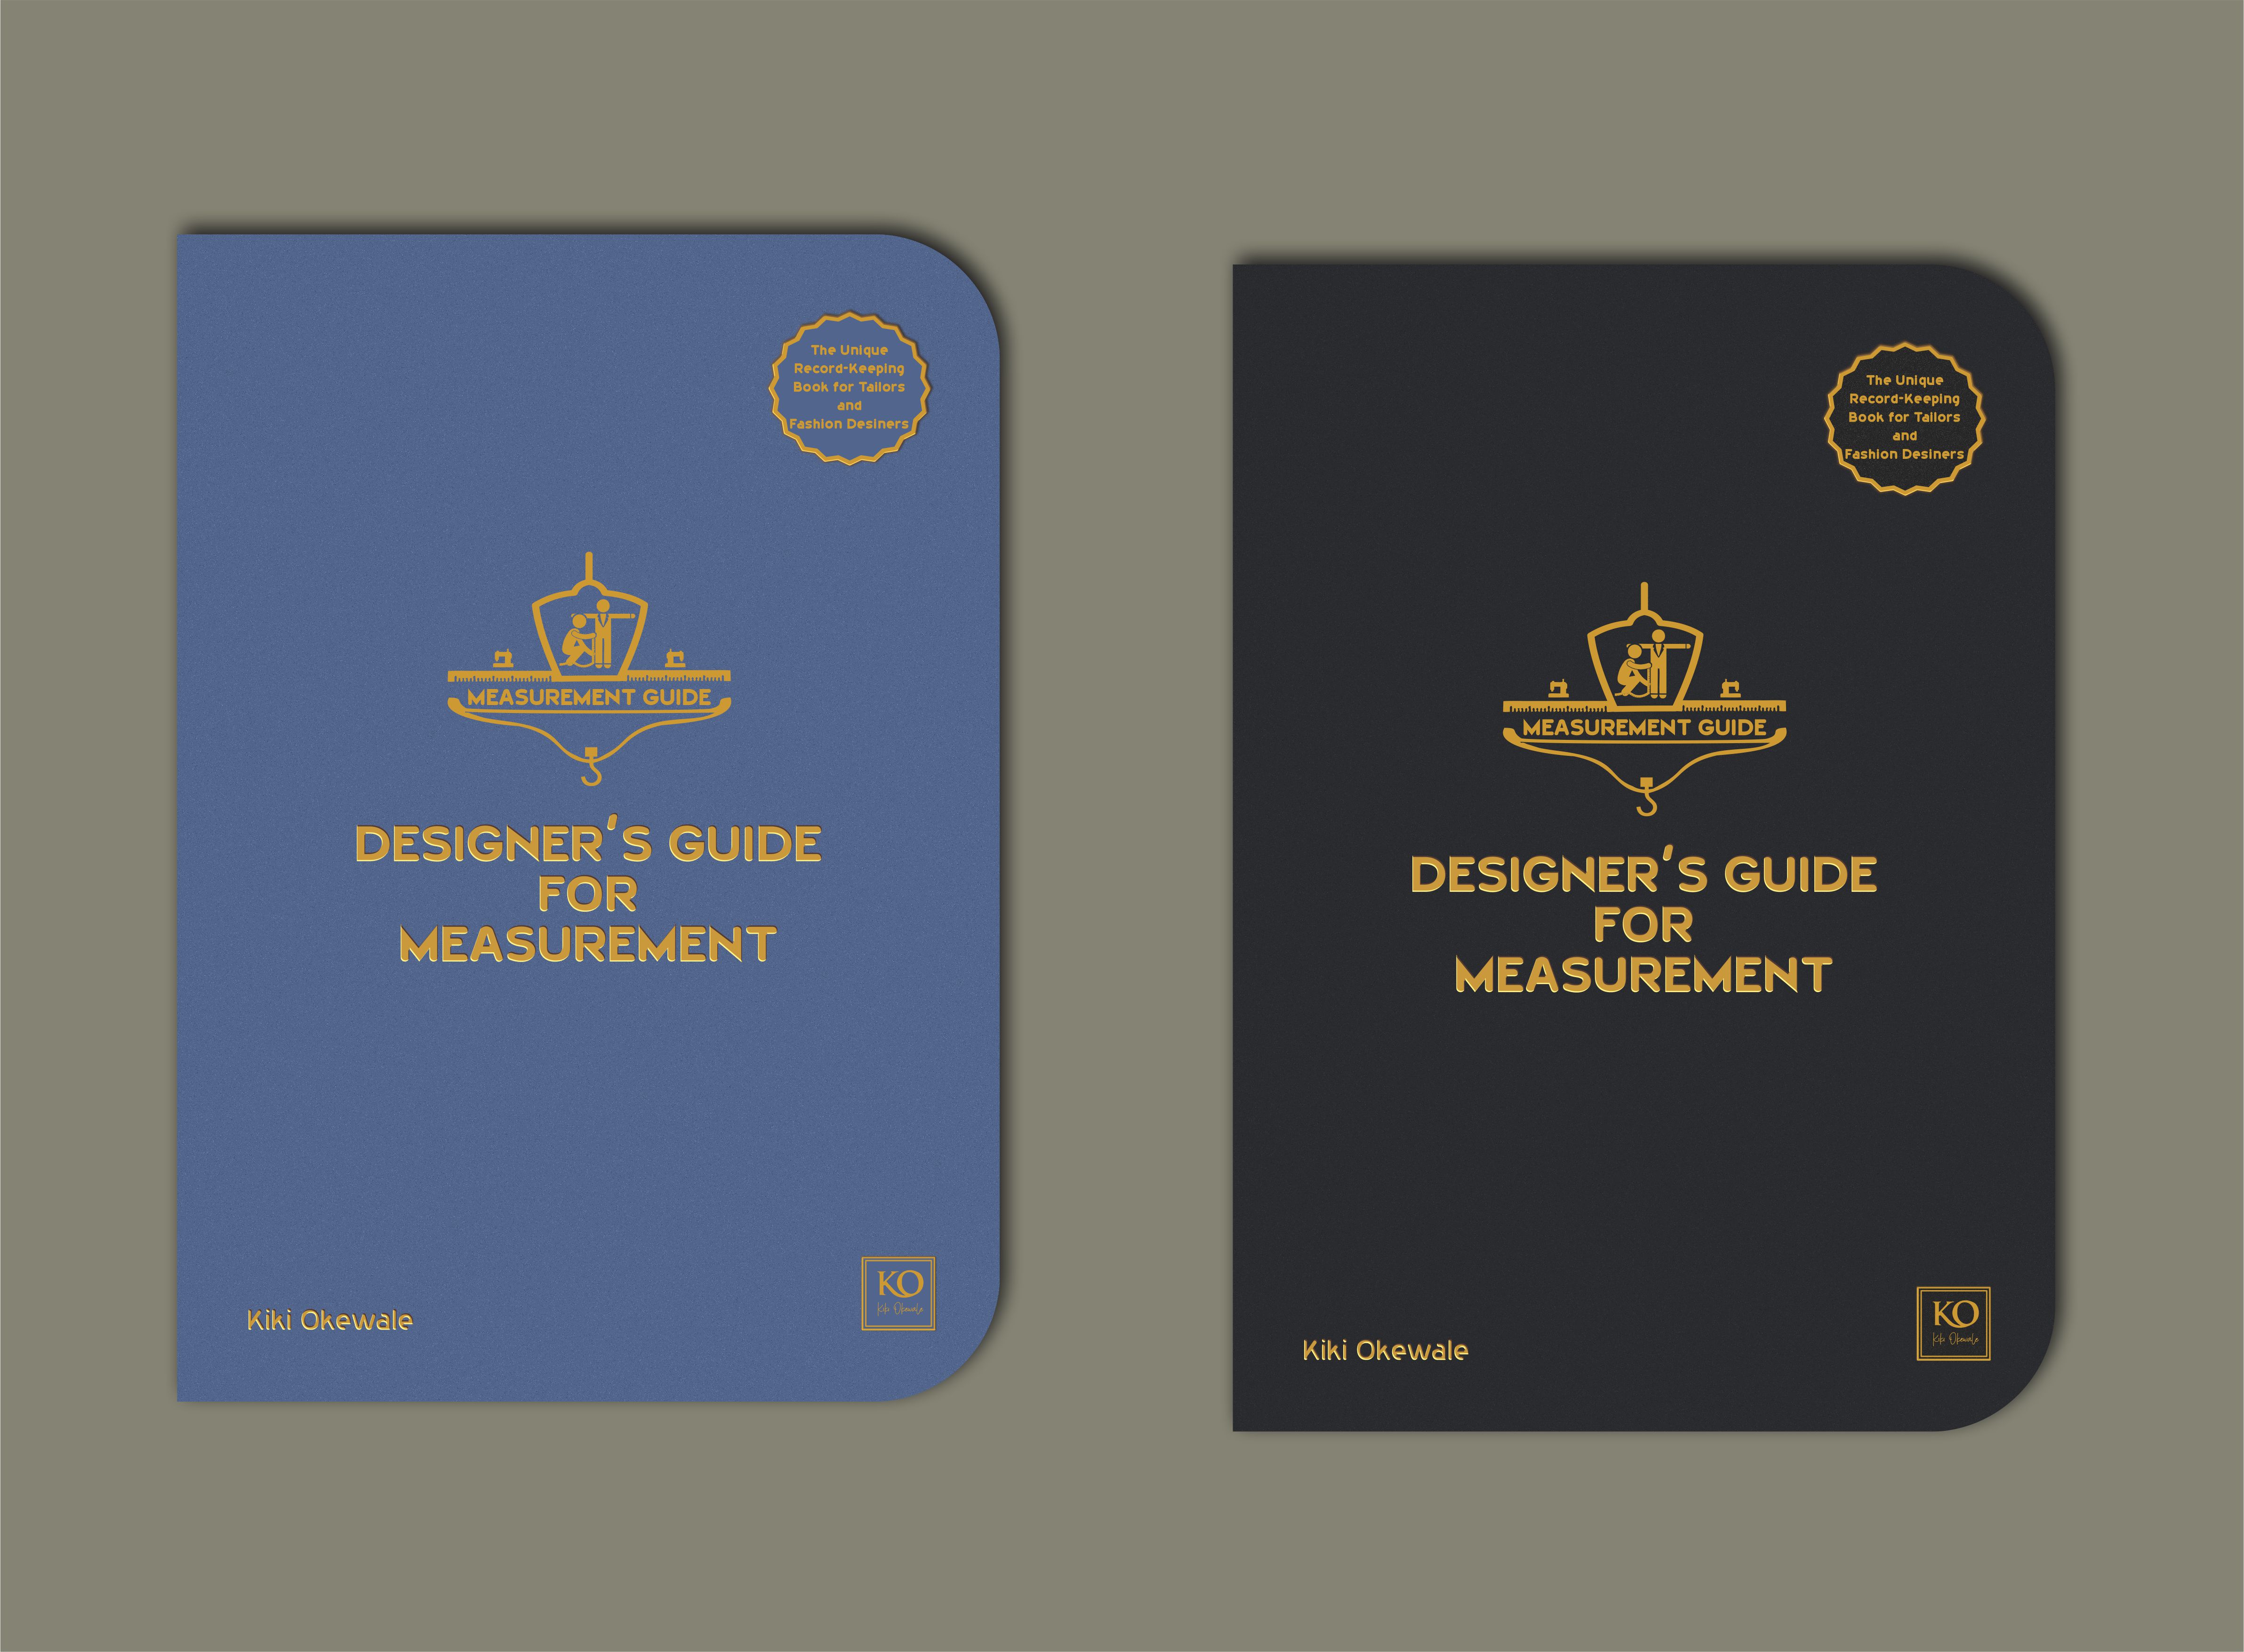 The Unique
Record-Keeping
Book for Tailors
and
Fashion Desiners
MEASUREMENT GUIDE
DESIGNER'S GUIDE
FOR
MEASUREMENT
Kiki Okewale
KO
Kiki Okewale
The Unique
Record-Keeping
Book for Tailors
and
Fashion Desiners
MEASUREMENT GUIDE
DESIGNER'S GUIDE
FOR
MEASUREMENT
Kiki Okewale
KO
Kiki Okewale